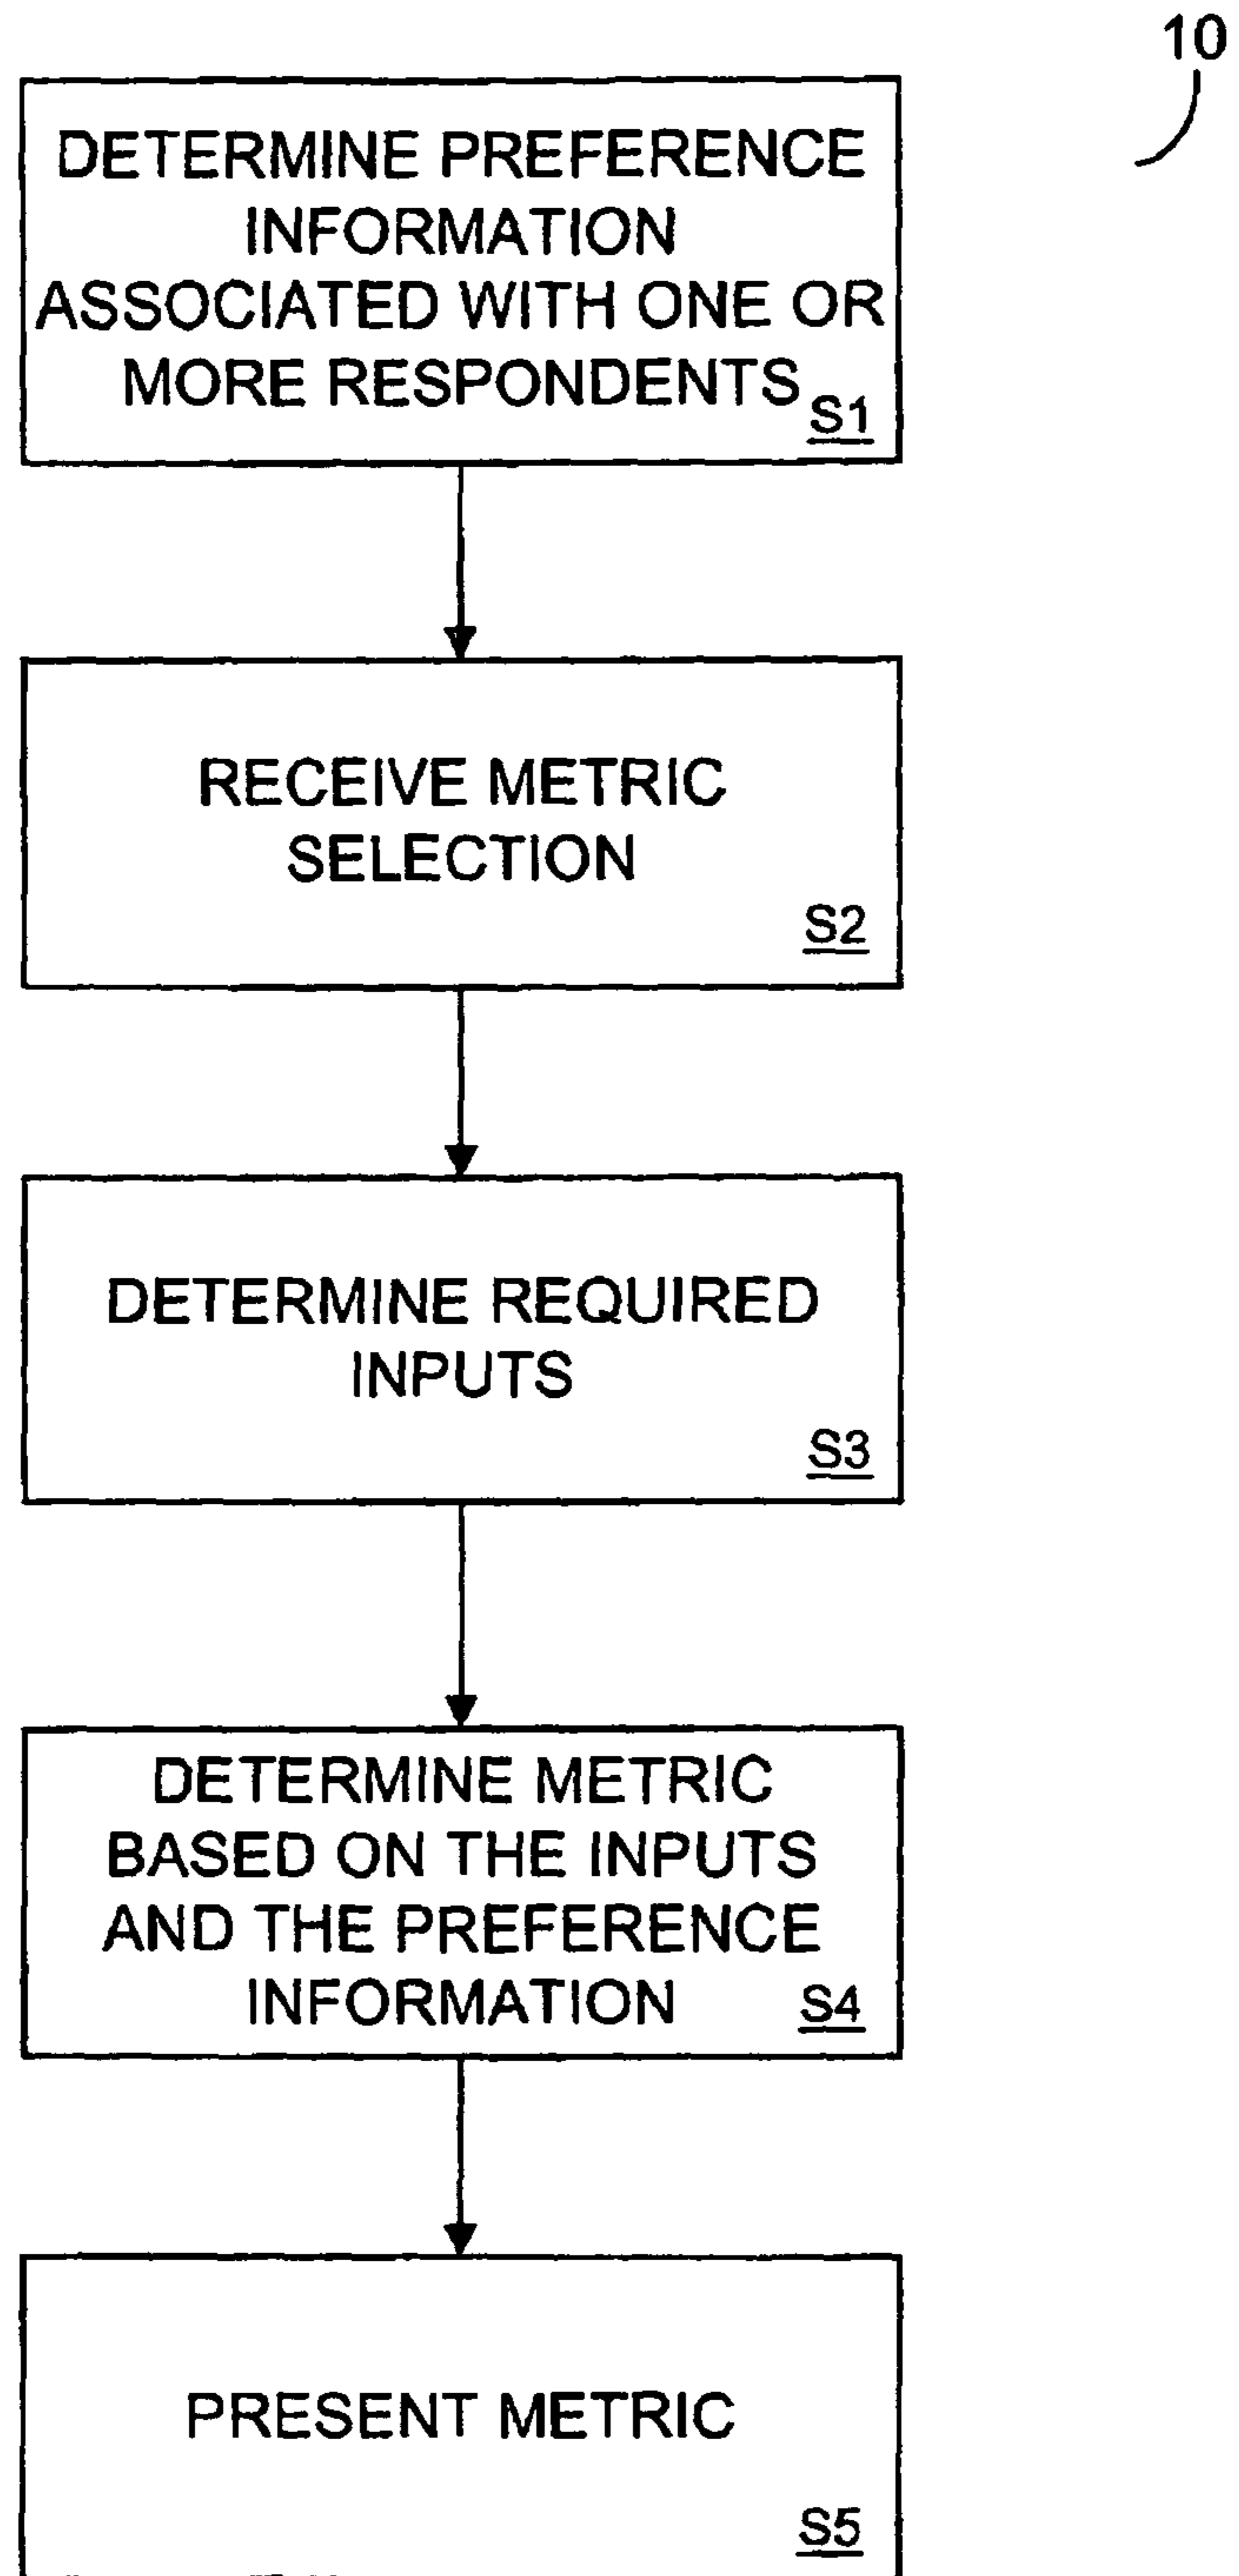 10
DETERMINE PREFERENCE
INFORMATION
ASSOCIATED WITH ONE OR
MORE RESPONDENTS
S1
RECEIVE METRIC
SELECTION
S2
DETERMINE REQUIRED
INPUTS
S3
DETERMINE METRIC
BASED ON THE INPUTS
AND THE PREFERENCE
INFORMATION
S4
PRESENT METRIC
S5